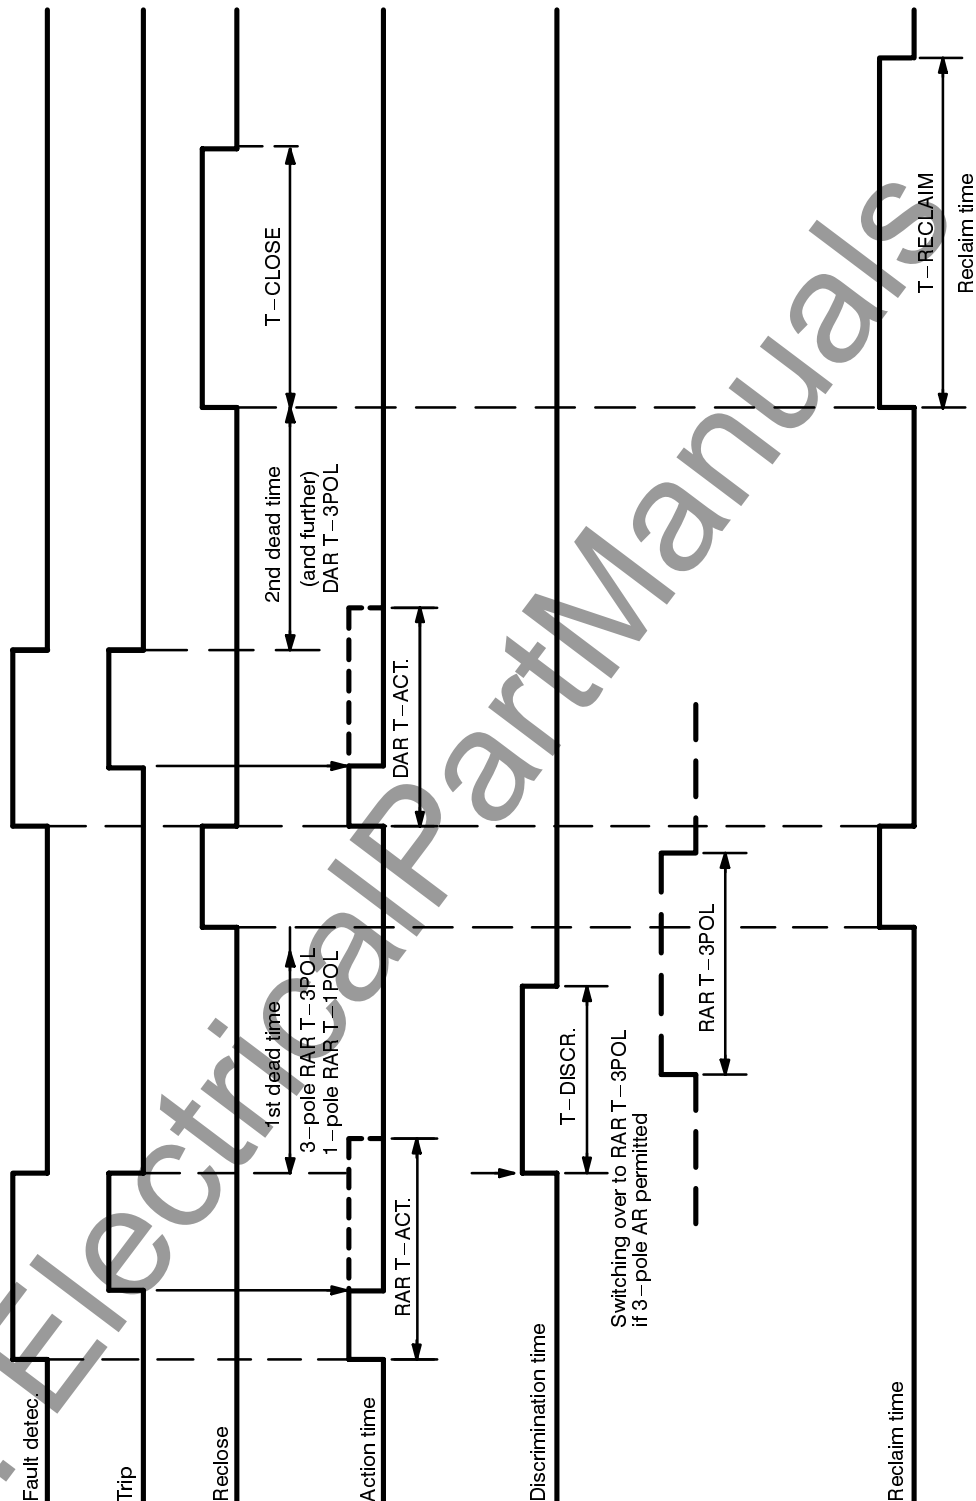 Fault detec.
Trip
Reclose
Action time
Discrimination time
Reclaim time
RAR T–ACT.
1st dead time
3–pole RAR T–3POL
1–pole RAR T–1POL
T–DISCR.
Switching over to RAR T–3POL
if 3–pole AR permitted
RAR T–3POL
DAR T–ACT.
2nd dead time
(and further)
DAR T–3POL
T–CLOSE
T–RECLAIM
Reclaim time
ElectricalPartManuals